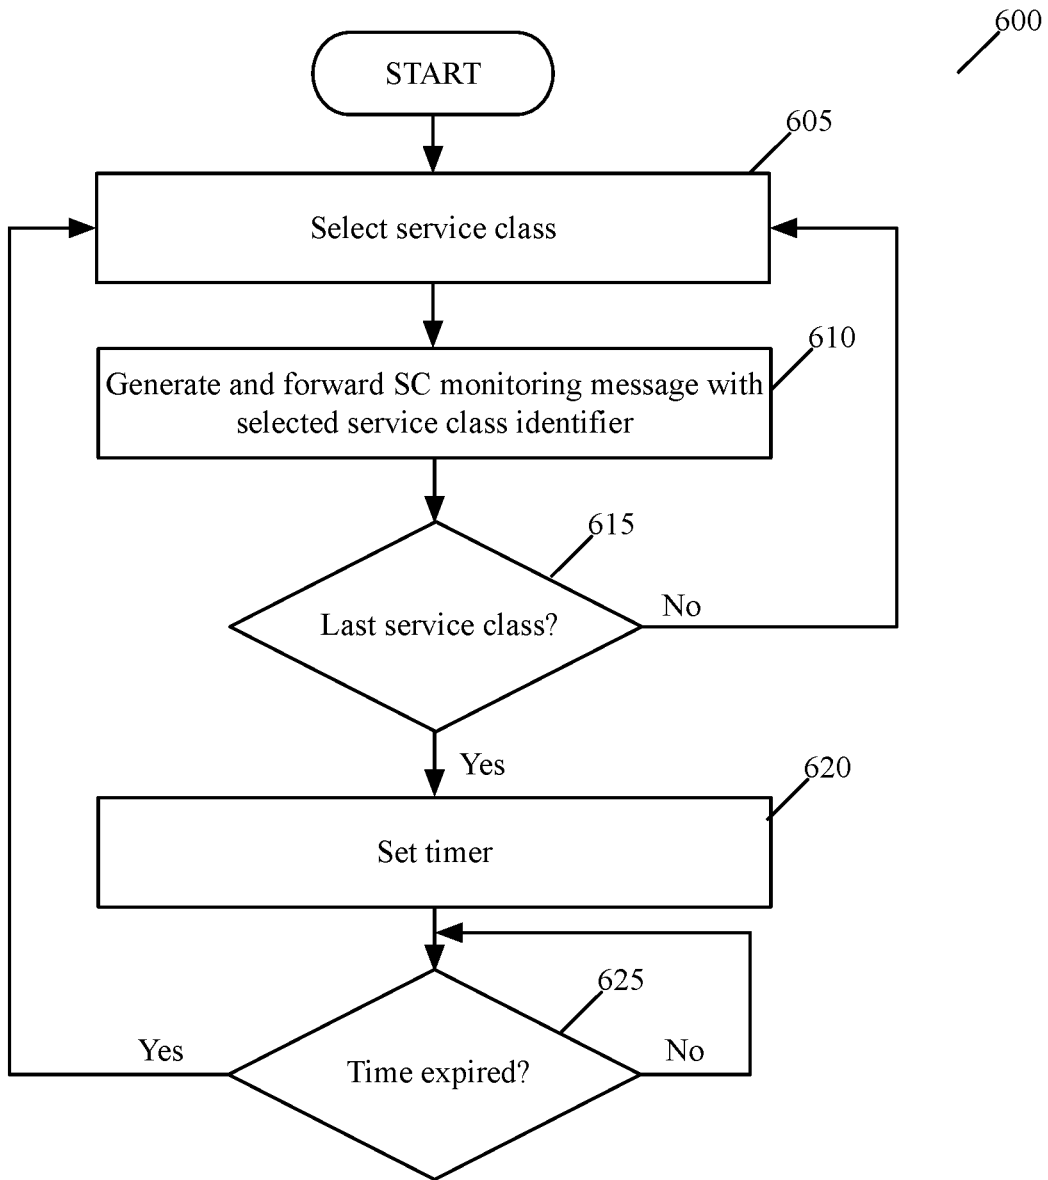 600
START
605
Select service class
610
Generate and forward SC monitoring message with
selected service class identifier
615
Last service class?
No
Yes
620
Set timer
625
Yes
Time expired?
No